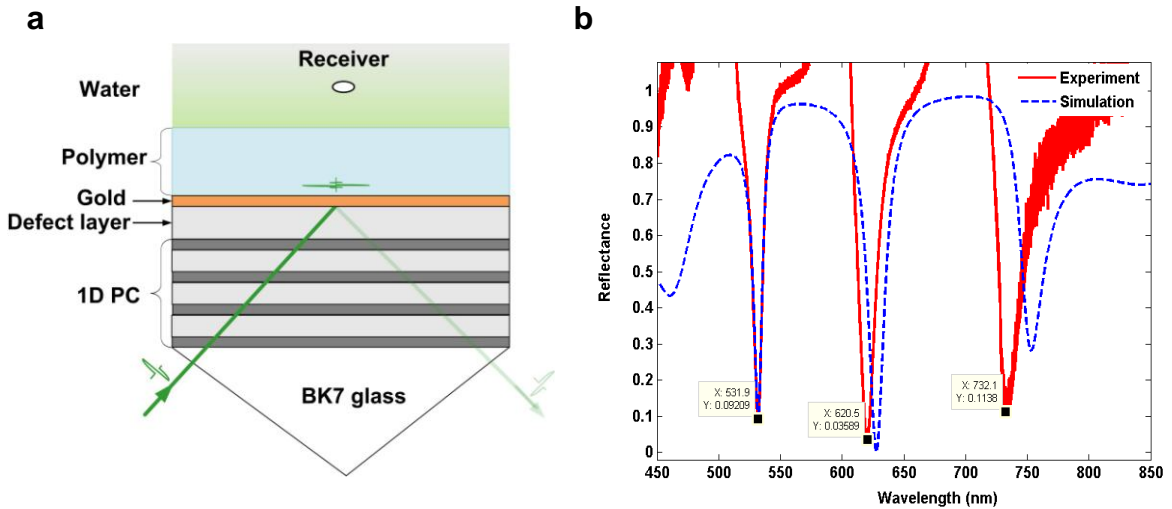 a
Receiver
Water
Polymer
Gold
Defect layer
1D PC
BK7 glass
b
Experiment
Simulation
1
0.9
0.8
0.7
0.6
0.5
0.4
0.3
0.2
0.1
0
Reflectance
X: 531.9
Y: 0.09209
X: 620.5
Y: 0.03589
X: 732.1
Y: 0.1138
450 500 550 600 650 700 750 800 850
Wavelength (nm)